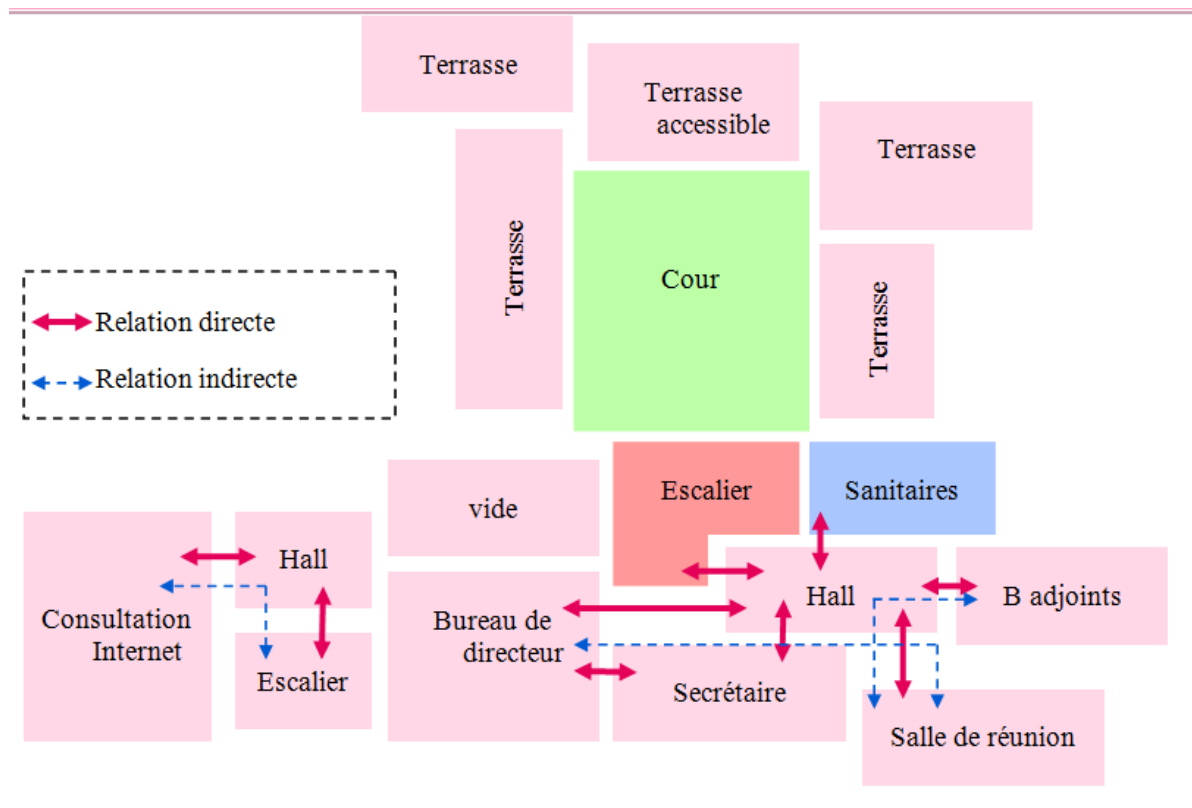 Terrasse
Terrasse
accessible
Terrasse
Terrasse
Cour
Terrasse
Relation directe
Relation indirecte
Escalier
Sanitaires
vide
Hall
Consultation
Internet
Escalier
Bureau de
directeur
Hall
B adjoints
Secrétaire
Salle de réunion